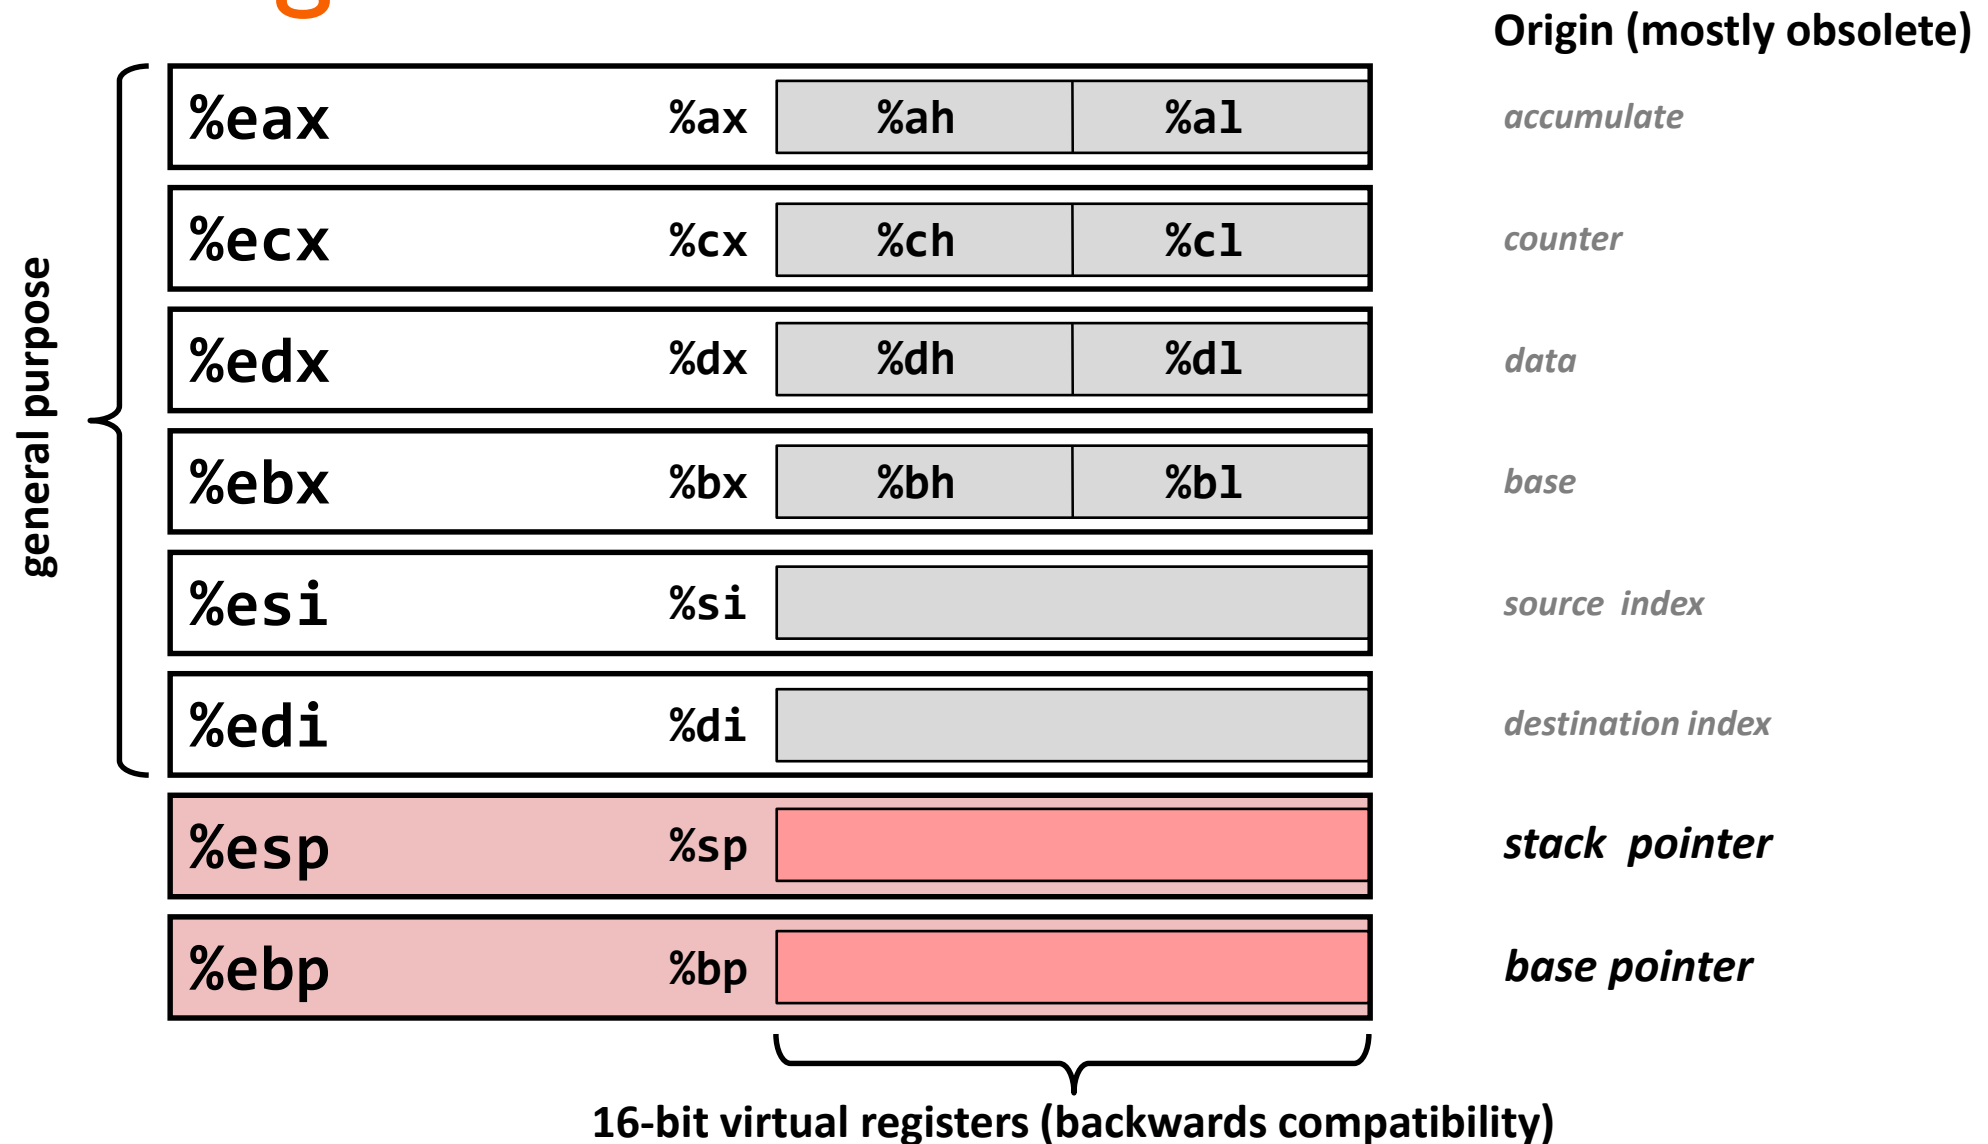 Origin (mostly obsolete)
general purpose
%eax %ax %ah %al accumulate
%ecx %cx %ch %cl counter
%edx %dx %dh %dl data
%ebx %bx %bh %bl base
%esi %si source index
%edi %di destination index
%esp %sp stack pointer
%ebp %bp base pointer
16-bit virtual registers (backwards compatibility)